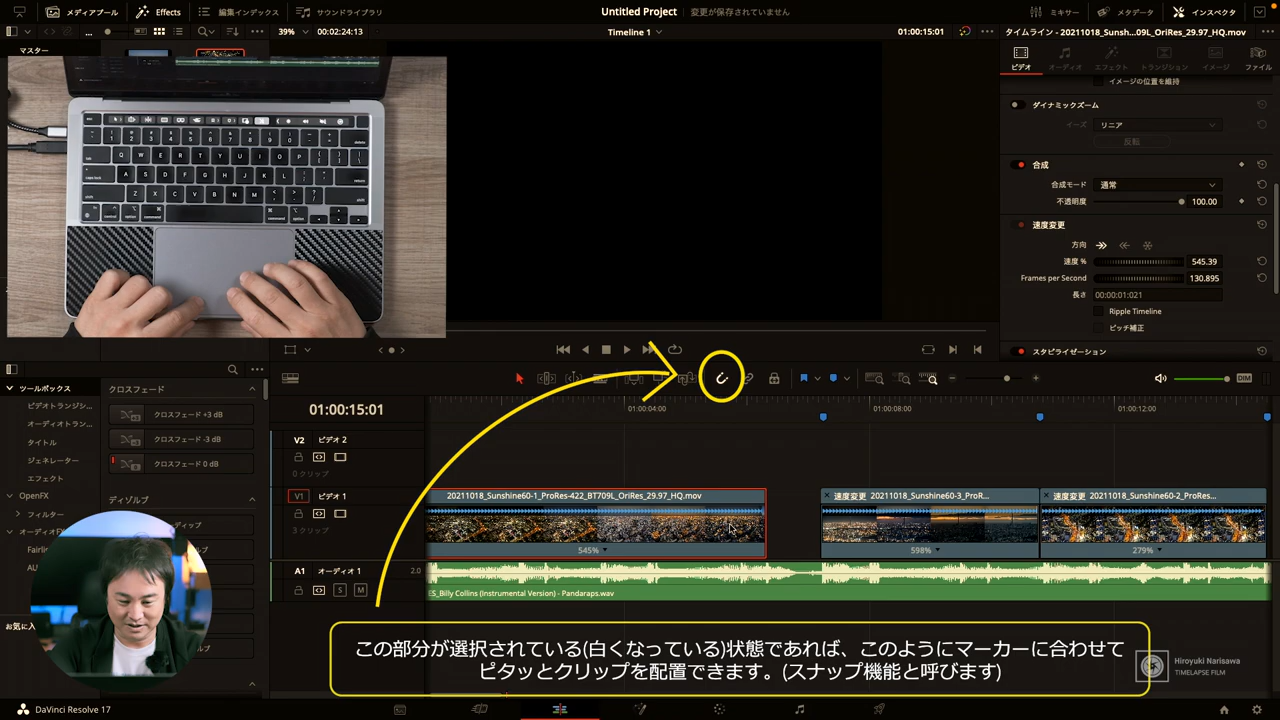 メディアプール
Effects
編集インデックス
サウンドライブラリ
Untitled Project
変更が保存されていません
ミキサー
メタデータ
インスペクタ
39%
00:02:24:13
Timeline 1
01:00:15:01
タイムライン - 20211018_Sunsh...09L_OriRes_29.97_HQ.mov
マスター
ビデオ
オーディオ
エフェクト
トランジション
イメージ
ファイル
イメージの位置を維持
ダイナミックズーム
イーズ
リニア
反転
合成
合成モード
通常
不透明度
100.00
速度変更
方向
速度 %
545.39
Frames per Second
130.895
長さ
00:00:01:021
Ripple Timeline
ピッチ補正
スタビライゼーション
ツールボックス
ビデオトランジ...
オーディオトラン...
タイトル
ジェネレーター
エフェクト
OpenFX
フィルター
クロスフェード
クロスフェード +3 dB
クロスフェード -3 dB
クロスフェード 0 dB
ディゾルブ
01:00:15:01
01:00:04:00
01:00:08:00
01:00:12:00
DIM
V2
ビデオ 2
0 クリップ
V1
ビデオ 1
3 クリップ
20211018_Sunshine60-1_ProRes-422_BT709L_OriRes_29.97_HQ.mov
545%
速度変更
20211018_Sunshine60-3_ProR...
598%
速度変更
20211018_Sunshine60-2_ProRes...
279%
A1
オーディオ 1
2.0
S
M
ES_Billy Collins (Instrumental Version) - Pandaraps.wav
この部分が選択されている(白くなっている)状態であれば、このようにマーカーに合わせて
ピタッとクリップを配置できます。(スナップ機能と呼びます)
Hiroyuki Narisawa
TIMELAPSE FILM
DaVinci Resolve 17